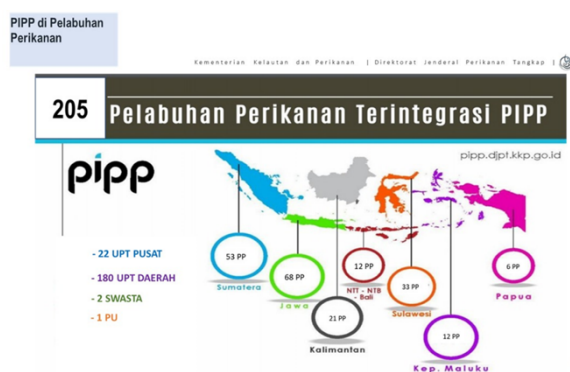 PIPP di Pelabuhan
Perikanan
Kementerian Kelautan dan Perikanan | Direktorat Jenderal Perikanan Tangkap |
205
Pelabuhan Perikanan Terintegrasi PIPP
pipp
pipp.djpt.kkp.go.id
- 22 UPT PUSAT
- 180 UPT DAERAH
- 2 SWASTA
- 1 PU
53 PP
Sumatera
68 PP
Jawa
21 PP
Kalimantan
12 PP
NTT - NTB
- Bali
33 PP
Sulawesi
12 PP
Kep. Maluku
6 PP
Papua